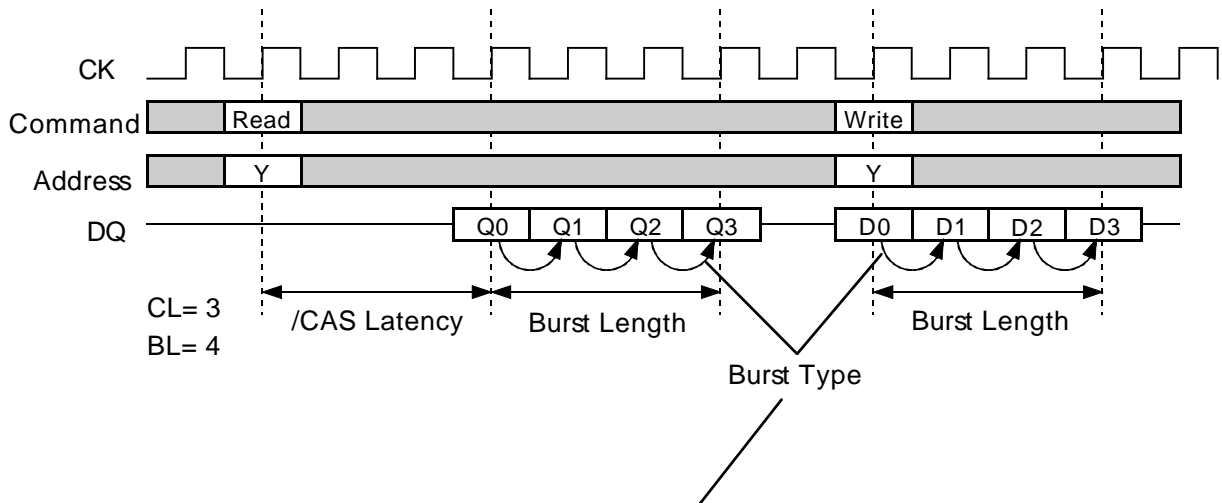 CK
Command Read Write
Address Y Y
DQ Q0 Q1 Q2 Q3 D0 D1 D2 D3
CL= 3 /CAS Latency Burst Length Burst Length
BL= 4
Burst Type